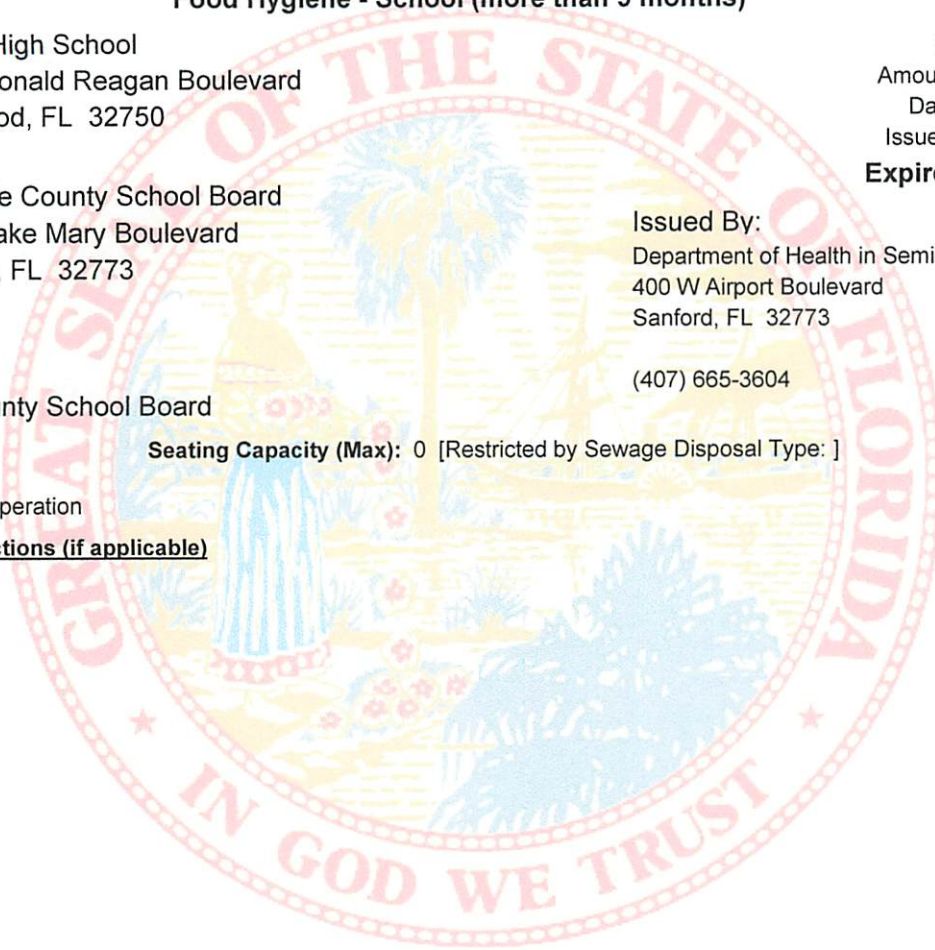 Food Hygiene - School (more than 9 months)
High School
onald Reagan Boulevard
od, FL 32750
Amou
Da
Issue
Expire
e County School Board
ake Mary Boulevard
, FL 32773
Issued By:
Department of Health in Semi
400 W Airport Boulevard
Sanford, FL 32773
(407) 665-3604
nty School Board
Seating Capacity (Max): 0 [Restricted by Sewage Disposal Type: ]
peration
ctions (if applicable)
GREAT SEAL OF THE STATE OF FLORIDA
IN GOD WE TRUST